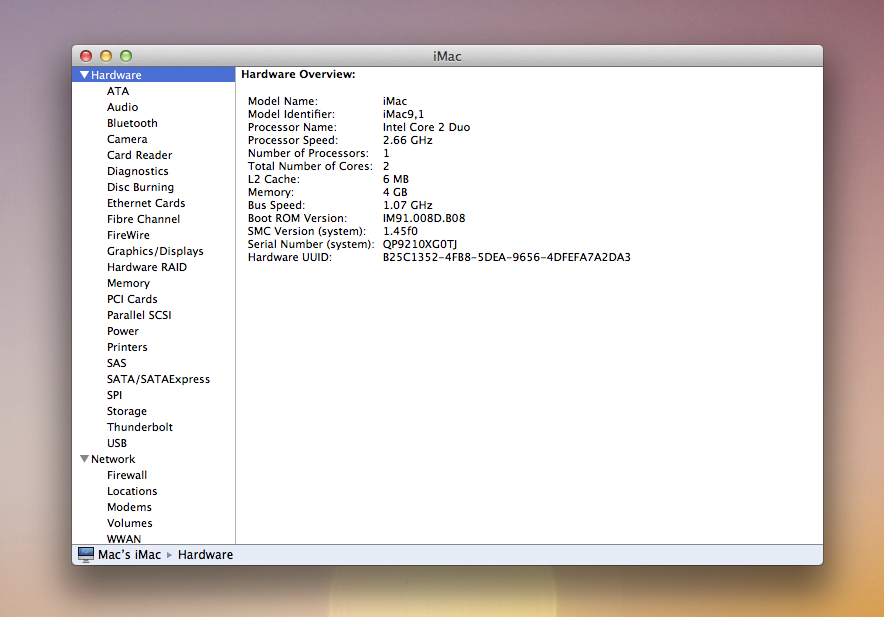 iMac
Hardware
ATA
Audio
Bluetooth
Camera
Card Reader
Diagnostics
Disc Burning
Ethernet Cards
Fibre Channel
FireWire
Graphics/Displays
Hardware RAID
Memory
PCI Cards
Parallel SCSI
Power
Printers
SAS
SATA/SATAExpress
SPI
Storage
Thunderbolt
USB
Network
Firewall
Locations
Modems
Volumes
WWAN
Hardware Overview:
Model Name: iMac
Model Identifier: iMac9,1
Processor Name: Intel Core 2 Duo
Processor Speed: 2.66 GHz
Number of Processors: 1
Total Number of Cores: 2
L2 Cache: 6 MB
Memory: 4 GB
Bus Speed: 1.07 GHz
Boot ROM Version: IM91.008D.B08
SMC Version (system): 1.45f0
Serial Number (system): QP9210XG0TJ
Hardware UUID: B25C1352-4FB8-5DEA-9656-4DFEFA7A2DA3
Mac's iMac ▸ Hardware